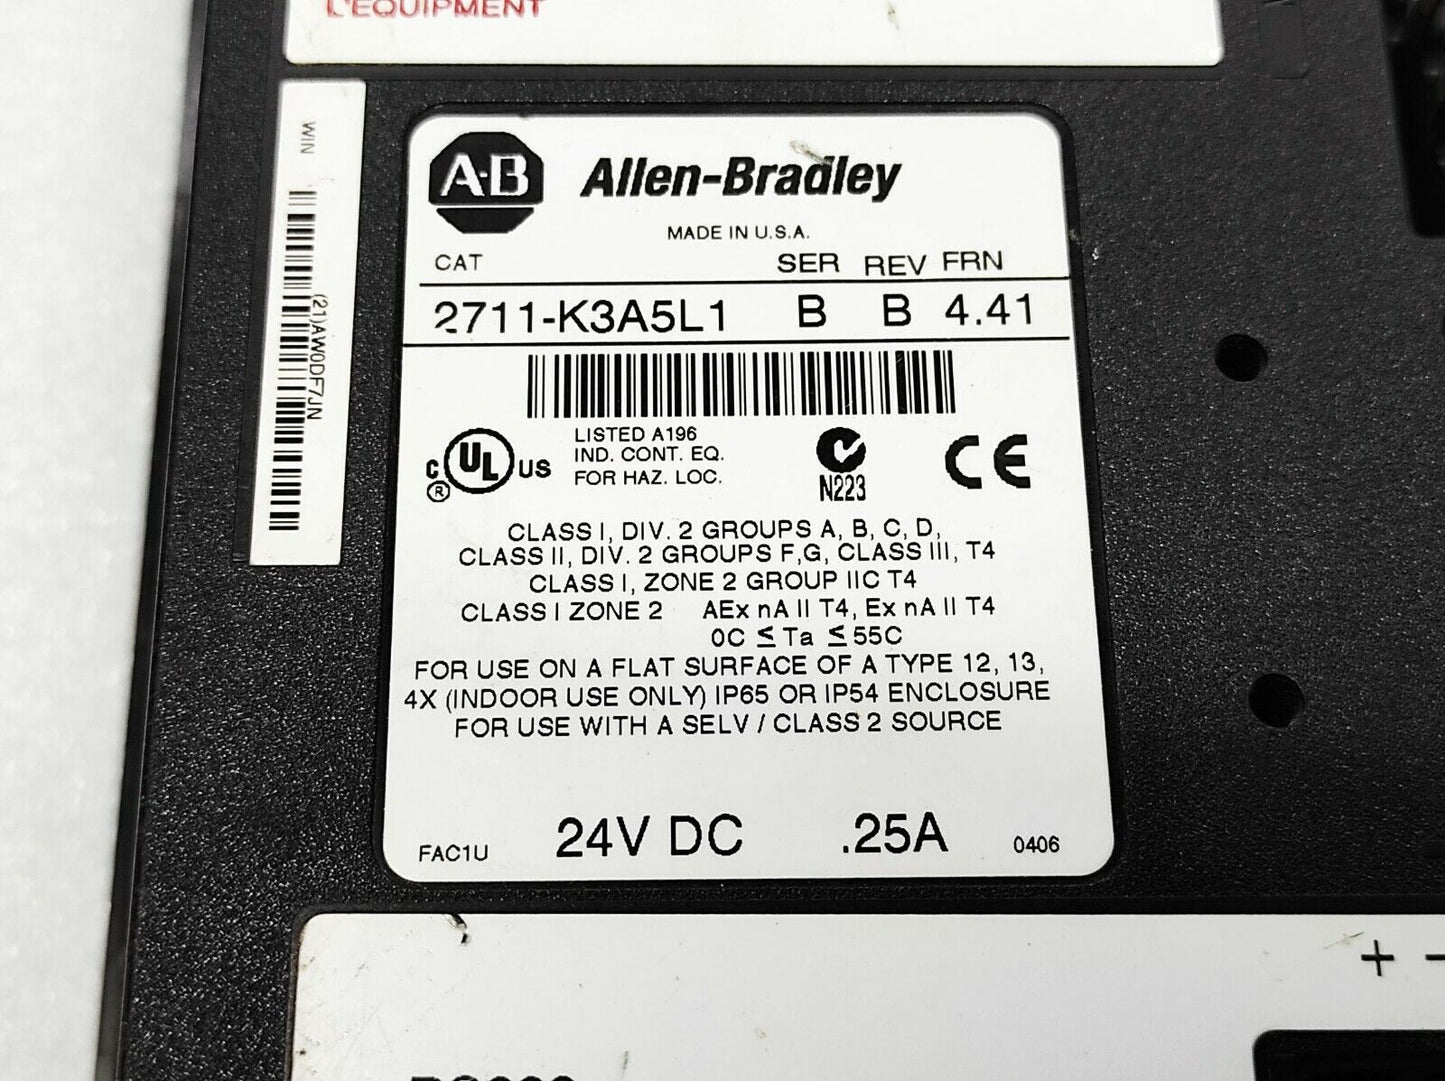 L'EQUIPMENT
WIN
(21)AW0DF7JN
A-B Allen-Bradley
MADE IN U.S.A.
CAT SER REV FRN
2711-K3A5L1 B B 4.41
C UL US
®
LISTED A196
IND. CONT. EQ.
FOR HAZ. LOC.
N223
CE
CLASS I, DIV. 2 GROUPS A, B, C, D,
CLASS II, DIV. 2 GROUPS F,G, CLASS III, T4
CLASS I, ZONE 2 GROUP IIC T4
CLASS I ZONE 2 AEx nA II T4, Ex nA II T4
0C ≤ Ta ≤ 55C
FOR USE ON A FLAT SURFACE OF A TYPE 12, 13,
4X (INDOOR USE ONLY) IP65 OR IP54 ENCLOSURE
FOR USE WITH A SELV / CLASS 2 SOURCE
FAC1U 24V DC .25A 0406
+ -